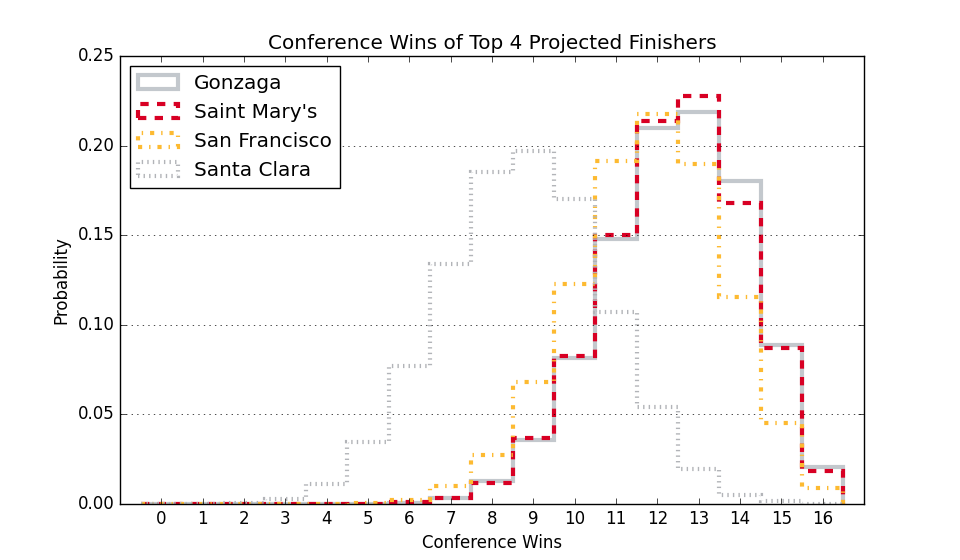 Conference Wins of Top 4 Projected Finishers
0.25
0.20
0.15
0.10
0.05
0.00
Probability
Gonzaga
Saint Mary's
San Francisco
Santa Clara
0 1 2 3 4 5 6 7 8 9 10 11 12 13 14 15 16
Conference Wins